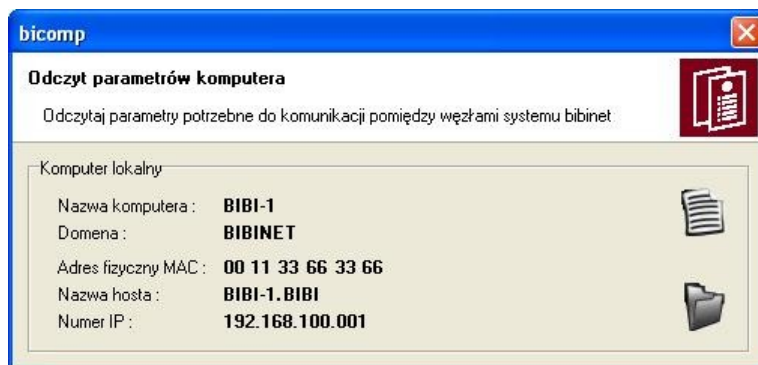 bicomp
Odczyt parametrów komputera
Odczytaj parametry potrzebne do komunikacji pomiędzy węzłami systemu bibinet
Komputer lokalny
Nazwa komputera : BIBI-1
Domena : BIBINET
Adres fizyczny MAC : 00 11 33 66 33 66
Nazwa hosta : BIBI-1.BIBI
Numer IP : 192.168.100.001